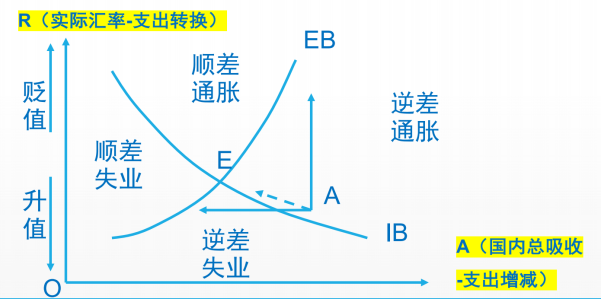 R（实际汇率-支出转换）
EB
顺差
通胀
贬
值
逆差
通胀
顺差
失业
E
升
值
A
IB
逆差
失业
A（国内总吸收
-支出增减）
O